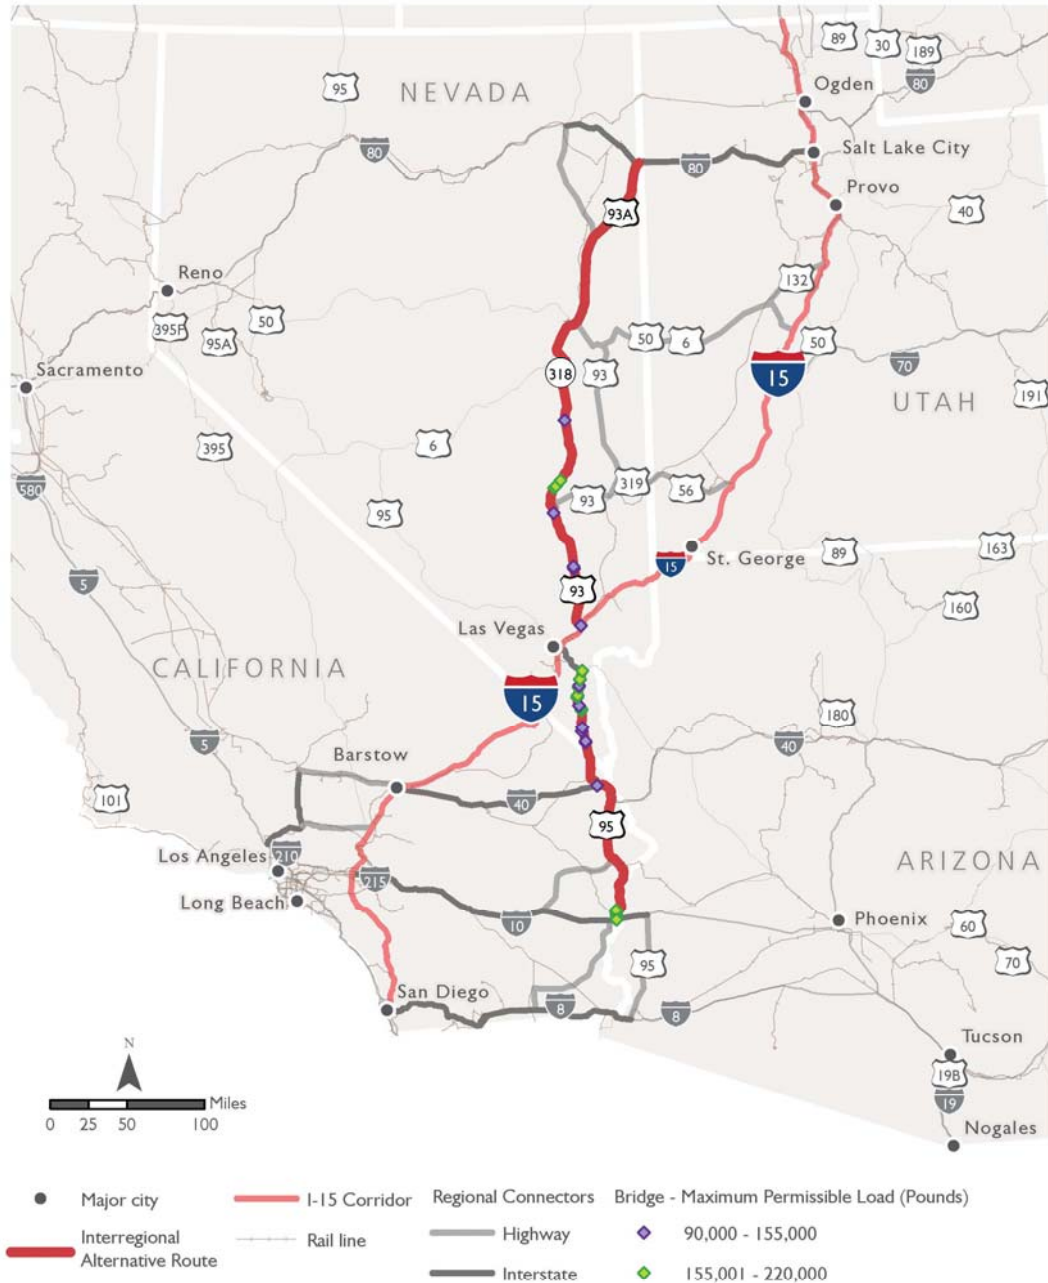 89
30
189
80
95
NEVADA
Ogden
80
Salt Lake City
80
Provo
93A
40
Reno
132
395F
95A
50
50
6
50
Sacramento
318
93
15
70
191
UTAH
395
6
580
93
319
56
95
St. George
89
163
5
15
93
160
Las Vegas
CALIFORNIA
15
180
5
40
Barstow
101
40
95
Los Angeles
210
ARIZONA
215
Long Beach
10
Phoenix
60
95
70
San Diego
8
8
Tucson
N
19B
Miles
19
0 25 50 100
Nogales
Major city
I-15 Corridor
Regional Connectors
Bridge - Maximum Permissible Load (Pounds)
Interregional
Alternative Route
Rail line
Highway
90,000 - 155,000
Interstate
155,001 - 220,000